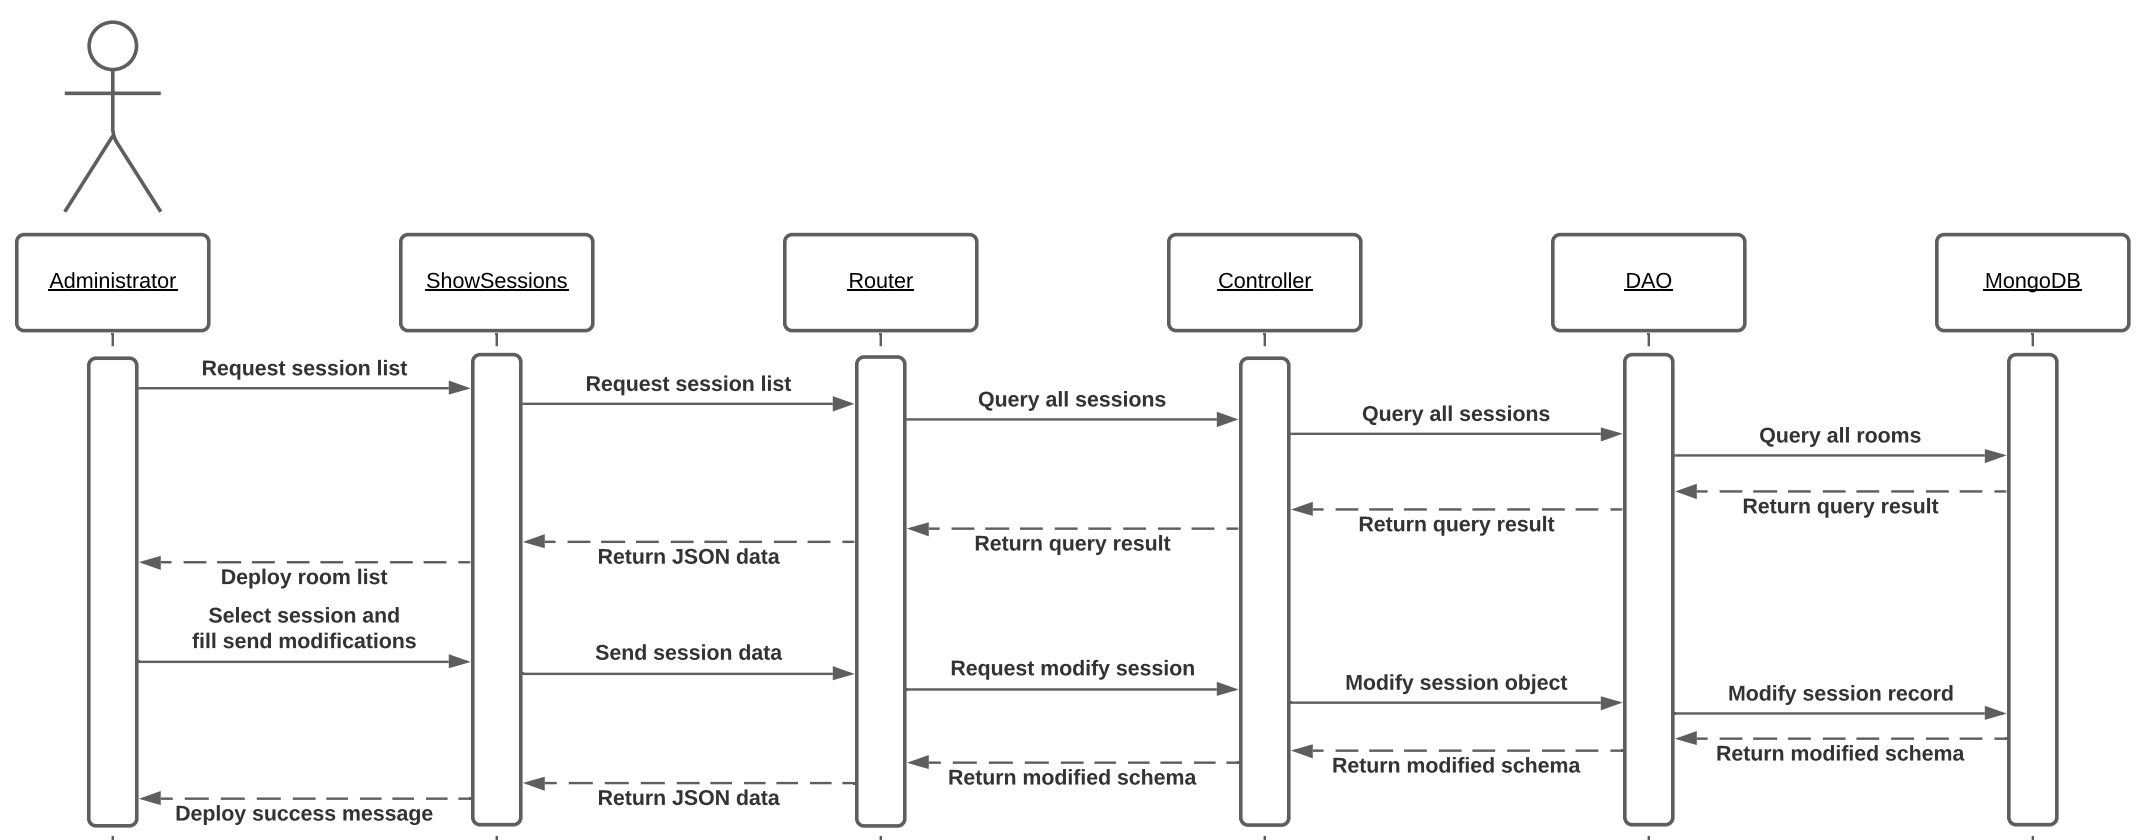 Administrator
ShowSessions
Router
Controller
DAO
MongoDB
Request session list
Request session list
Query all sessions
Query all sessions
Query all rooms
Return query result
Return query result
Return query result
Return JSON data
Deploy room list
Select session and
fill send modifications
Send session data
Request modify session
Modify session object
Modify session record
Return modified schema
Return modified schema
Return modified schema
Return JSON data
Deploy success message